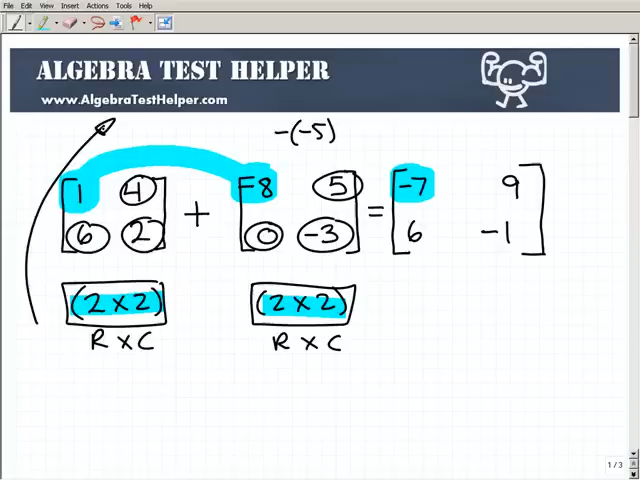 File Edit View Insert Actions Tools Help
ALGEBRA TEST HELPER
www.AlgebraTestHelper.com
-(-5)
[1 4 + [-8 5] = [-7 9]
6 2] 0 -3 6 -1
(2 x 2) (2 x 2)
R x C R x C
1/3